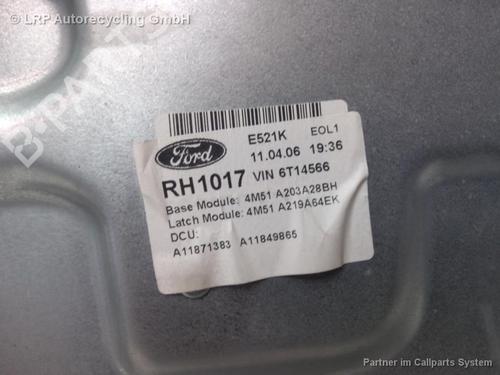 © LRP Autorecycling GmbH
B-PARTS
Ford
E521K EOL1
11.04.06 19:36
RH1017 VIN 6T14566
Base Module: 4M51 A203A28BH
Latch Module: 4M51 A219A64EK
DCU:
A11871383 A11849865
Partner im Callparts System